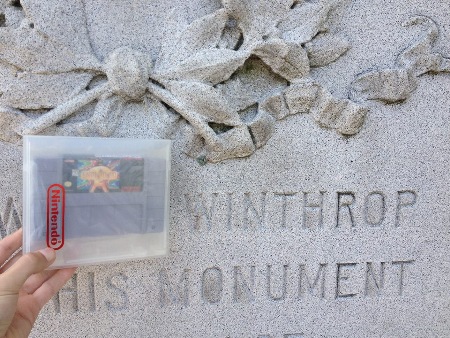 Nintendo
W WINTHROP
HIS MONUMENT